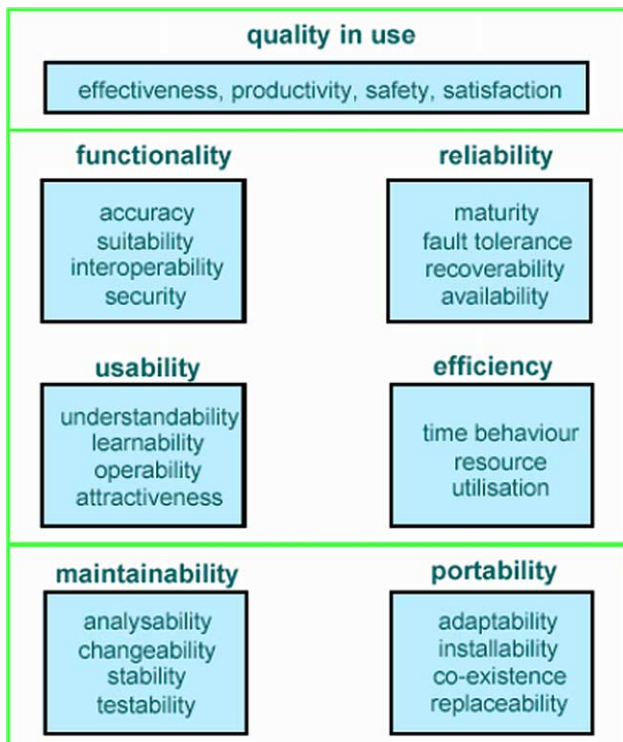 quality in use
effectiveness, productivity, safety, satisfaction
functionality
accuracy
suitability
interoperability
security
reliability
maturity
fault tolerance
recoverability
availability
usability
understandability
learnability
operability
attractiveness
efficiency
time behaviour
resource
utilisation
maintainability
analysability
changeability
stability
testability
portability
adaptability
installability
co-existence
replaceability